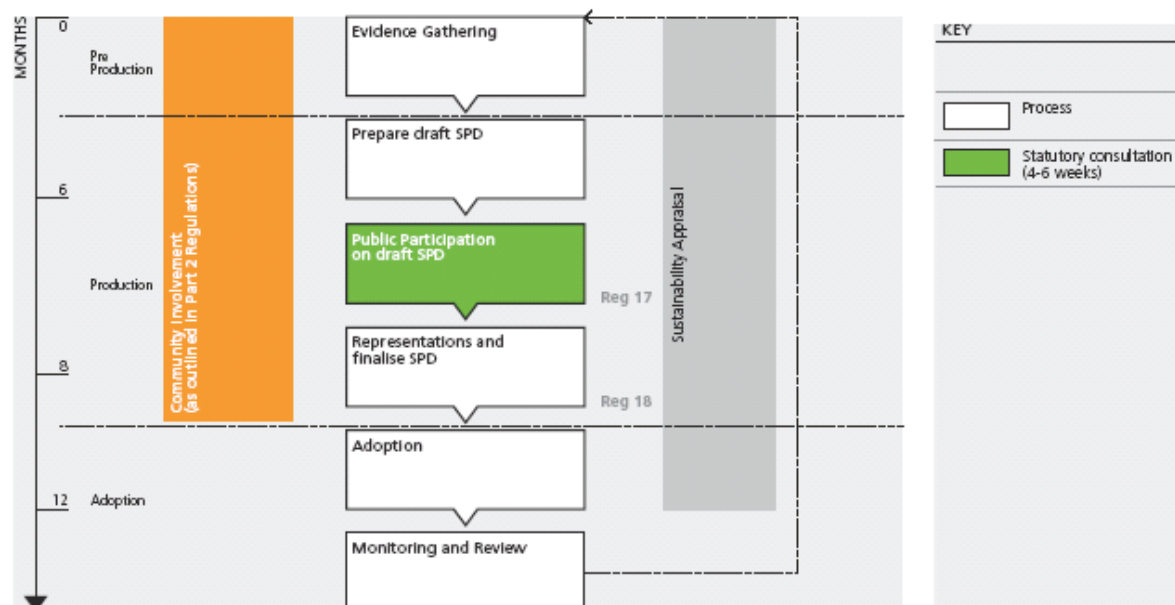 MONTHS
0
Pre
Production
6
Production
8
12
Adoption
Community Involvement
(as outlined in Part 2 Regulations)
Evidence Gathering
Prepare draft SPD
Public Participation
on draft SPD
Reg 17
Representations and
finalise SPD
Reg 18
Adoption
Monitoring and Review
Sustainability Appraisal
KEY
Process
Statutory consultation
(4-6 weeks)